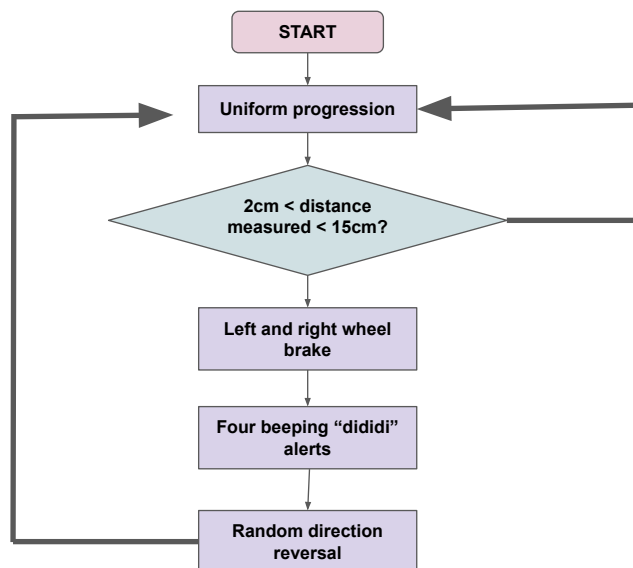 START
Uniform progression
2cm < distance
measured < 15cm?
Left and right wheel
brake
Four beeping “dididi”
alerts
Random direction
reversal